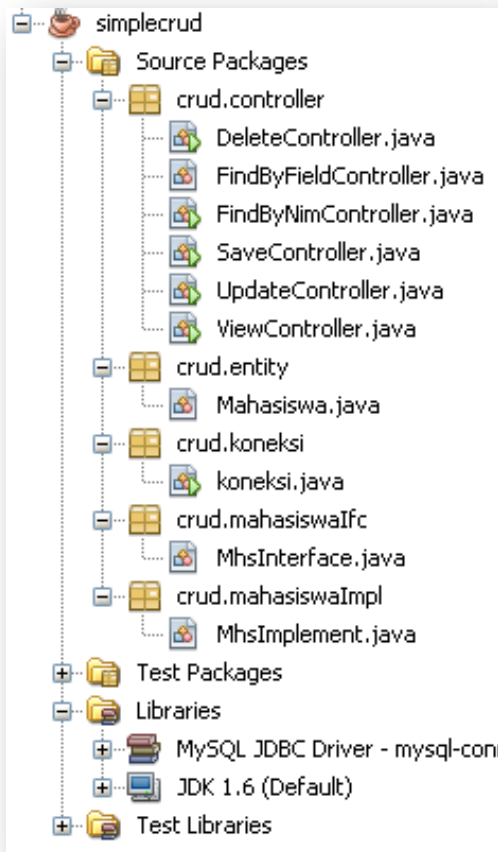 simplecrud
Source Packages
crud.controller
DeleteController.java
FindByFieldController.java
FindByNimController.java
SaveController.java
UpdateController.java
ViewController.java
crud.entity
Mahasiswa.java
crud.koneksi
koneksi.java
crud.mahasiswaIfc
MhsInterface.java
crud.mahasiswaImpl
MhsImplement.java
Test Packages
Libraries
MySQL JDBC Driver -
JDK 1.6 (Default)
Test Libraries